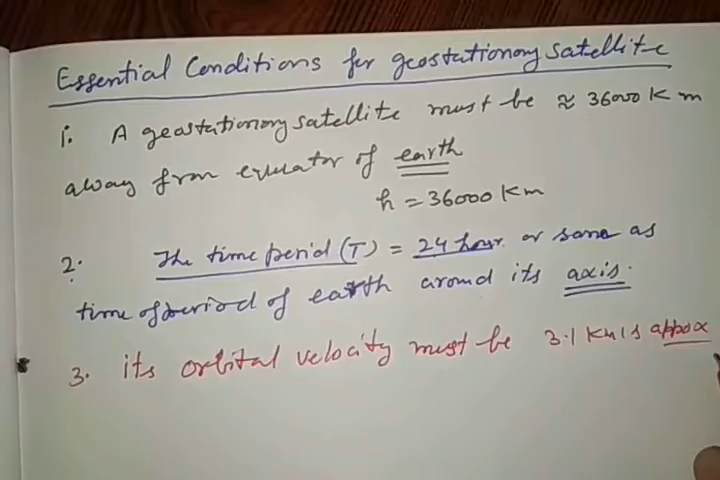 Essential Conditions for geostationary satellite
1. A geostationary satellite must be ≈ 36000 Km
away from equator of earth
h = 36000 Km
2. The time period (T) = 24 hour. or same as
time of period of earth around its axis.
3. its orbital velocity must be 3.1 Km/s appox